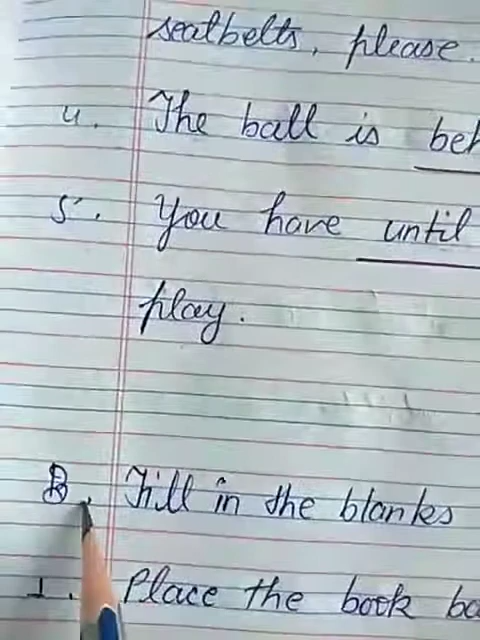 seatbelts, please.
4. The ball is
5. You have until
play.
B. Fill in the blanks
1. Place the book